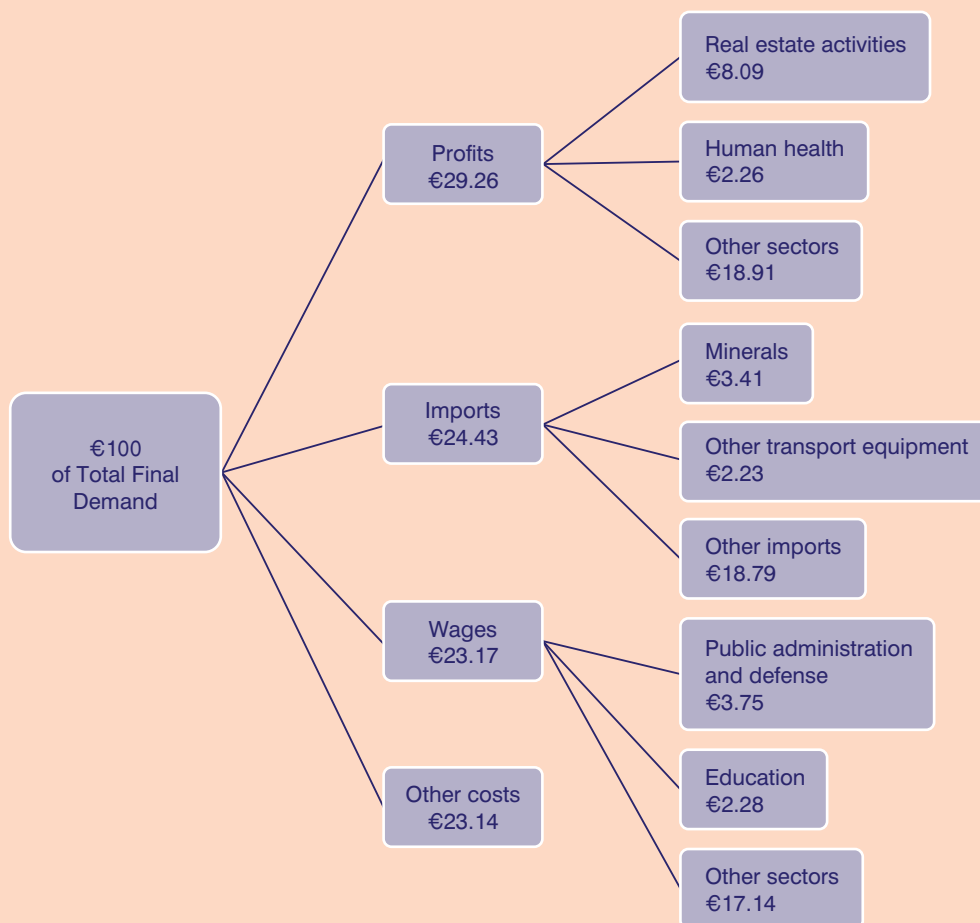 €100
of Total Final
Demand
Profits
€29.26
Real estate activities
€8.09
Human health
€2.26
Other sectors
€18.91
Imports
€24.43
Minerals
€3.41
Other transport equipment
€2.23
Other imports
€18.79
Wages
€23.17
Public administration
and defense
€3.75
Education
€2.28
Other sectors
€17.14
Other costs
€23.14